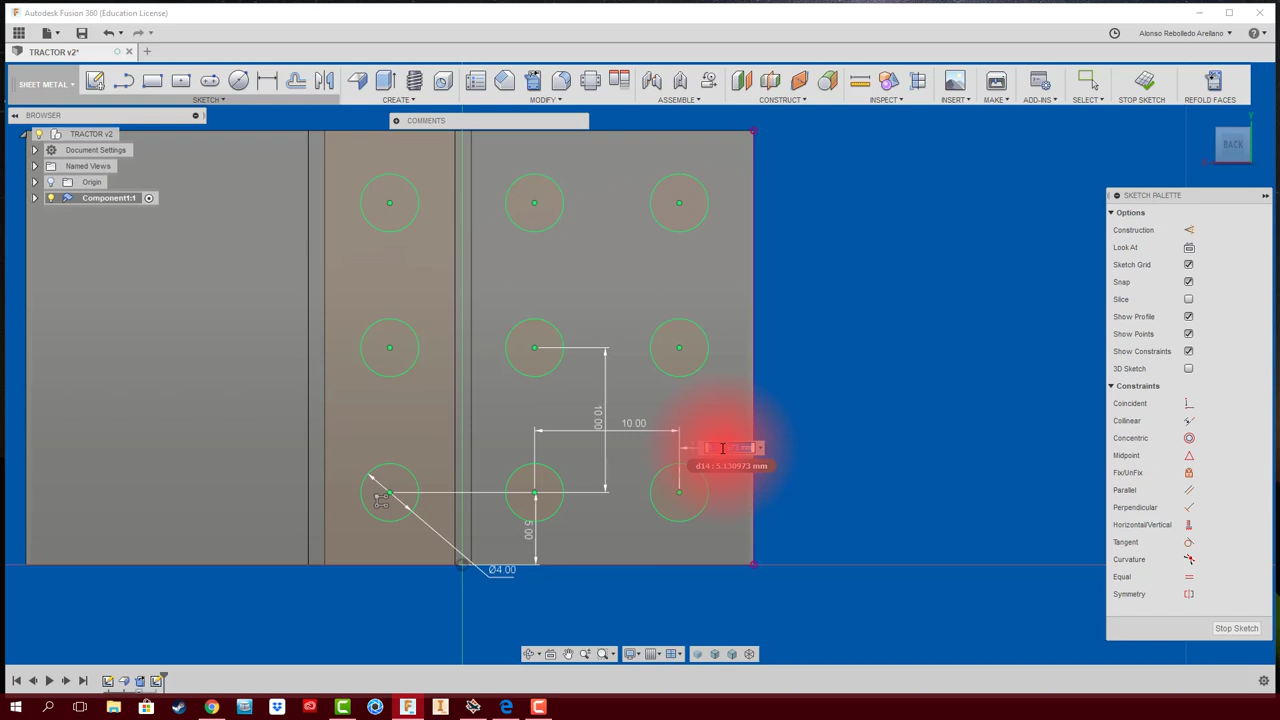 Autodesk Fusion 360 (Education License)
Alonso Rebolledo Arellano
TRACTOR v2*
SHEET METAL
SKETCH
CREATE
MODIFY
ASSEMBLE
CONSTRUCT
INSPECT
INSERT
MAKE
ADD-INS
SELECT
STOP SKETCH
REFOLD FACES
BROWSER
COMMENTS
TRACTOR v2
Document Settings
Named Views
Origin
Component1:1
Y
BACK
SKETCH PALETTE
Options
Construction
Look At
Sketch Grid
Snap
Slice
Show Profile
Show Points
Show Constraints
3D Sketch
Constraints
Coincident
Collinear
Concentric
Midpoint
Fix/UnFix
Parallel
Perpendicular
Horizontal/Vertical
Tangent
Curvature
Equal
Symmetry
Stop Sketch
10.00
10.00
d14 : 5.130973 mm
5.00
Ø4.00